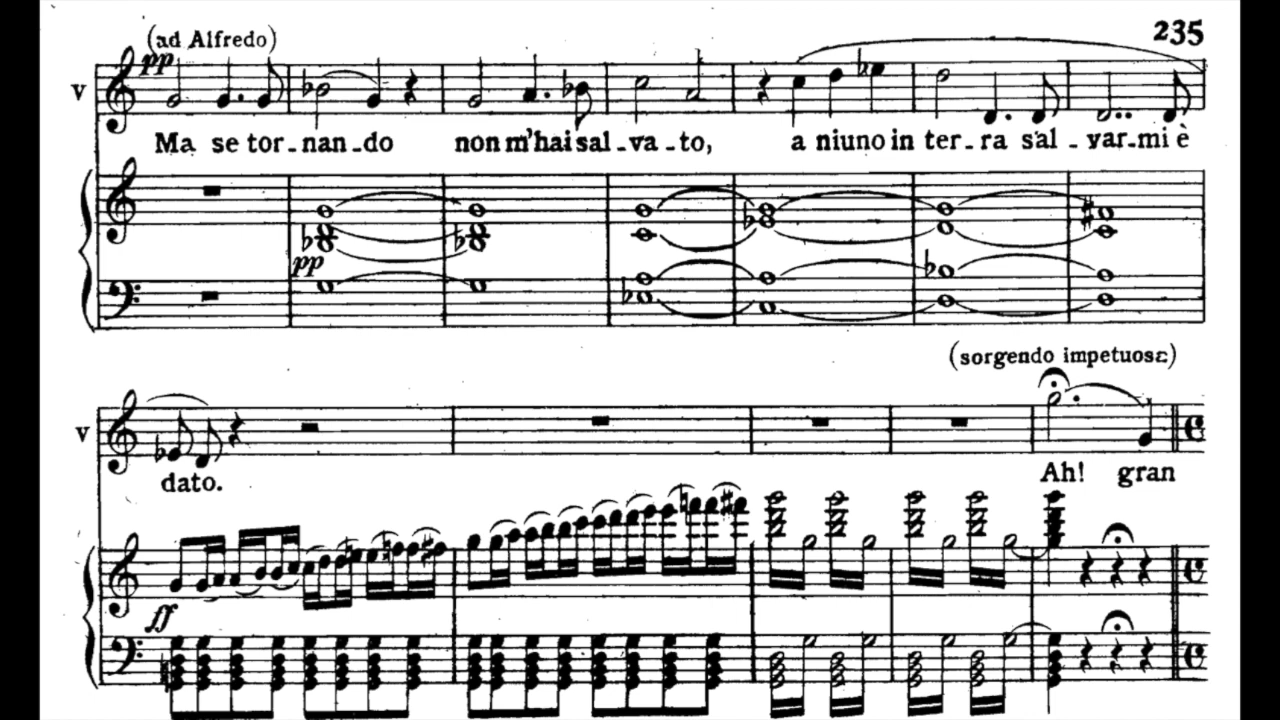 235
(ad Alfredo)
pp
V
Ma se tor-nan-do non m'hai sal-va-to, a niuno in ter-ra sal-var-mi è
pp
(sorgendo impetuosa)
V
dato. Ah! gran
ff